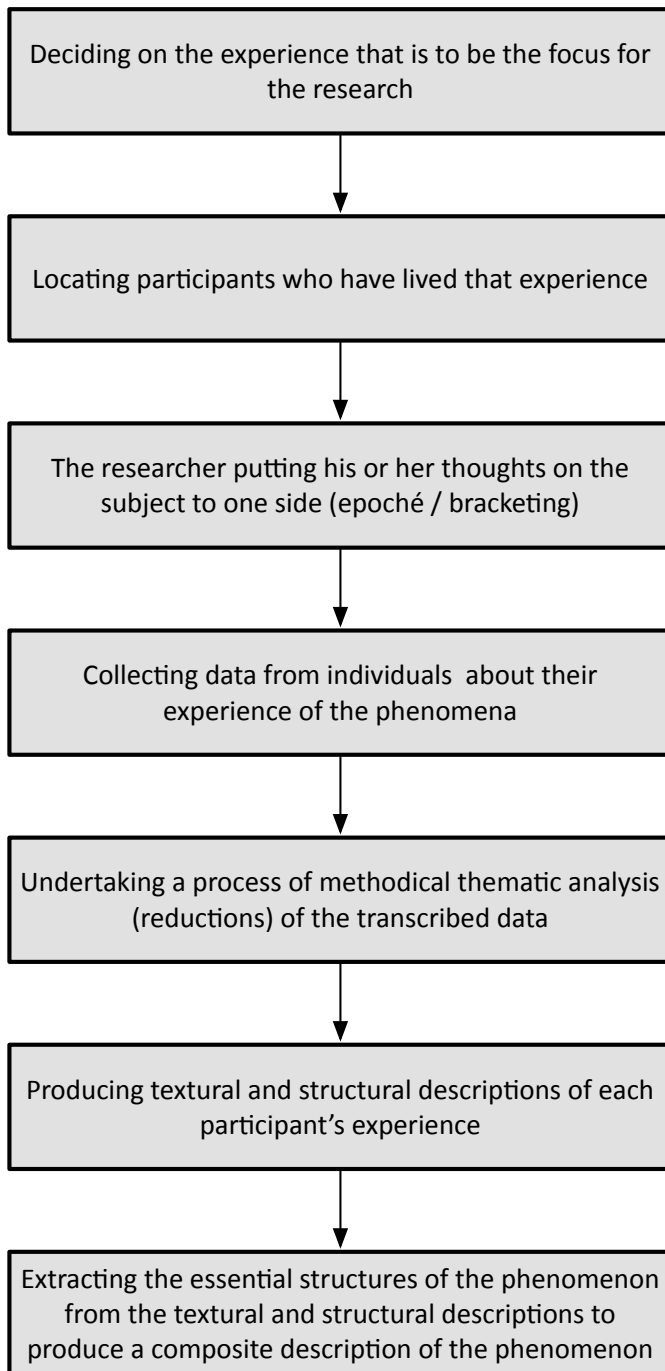 Deciding on the experience that is to be the focus for
the research
Locating participants who have lived that experience
The researcher putting his or her thoughts on the
subject to one side (epoché / bracketing)
Collecting data from individuals  about their
experience of the phenomena
Undertaking a process of methodical thematic analysis
(reductions) of the transcribed data
Producing textural and structural descriptions of each
participant’s experience
Extracting the essential structures of the phenomenon
from the textural and structural descriptions to
produce a composite description of the phenomenon